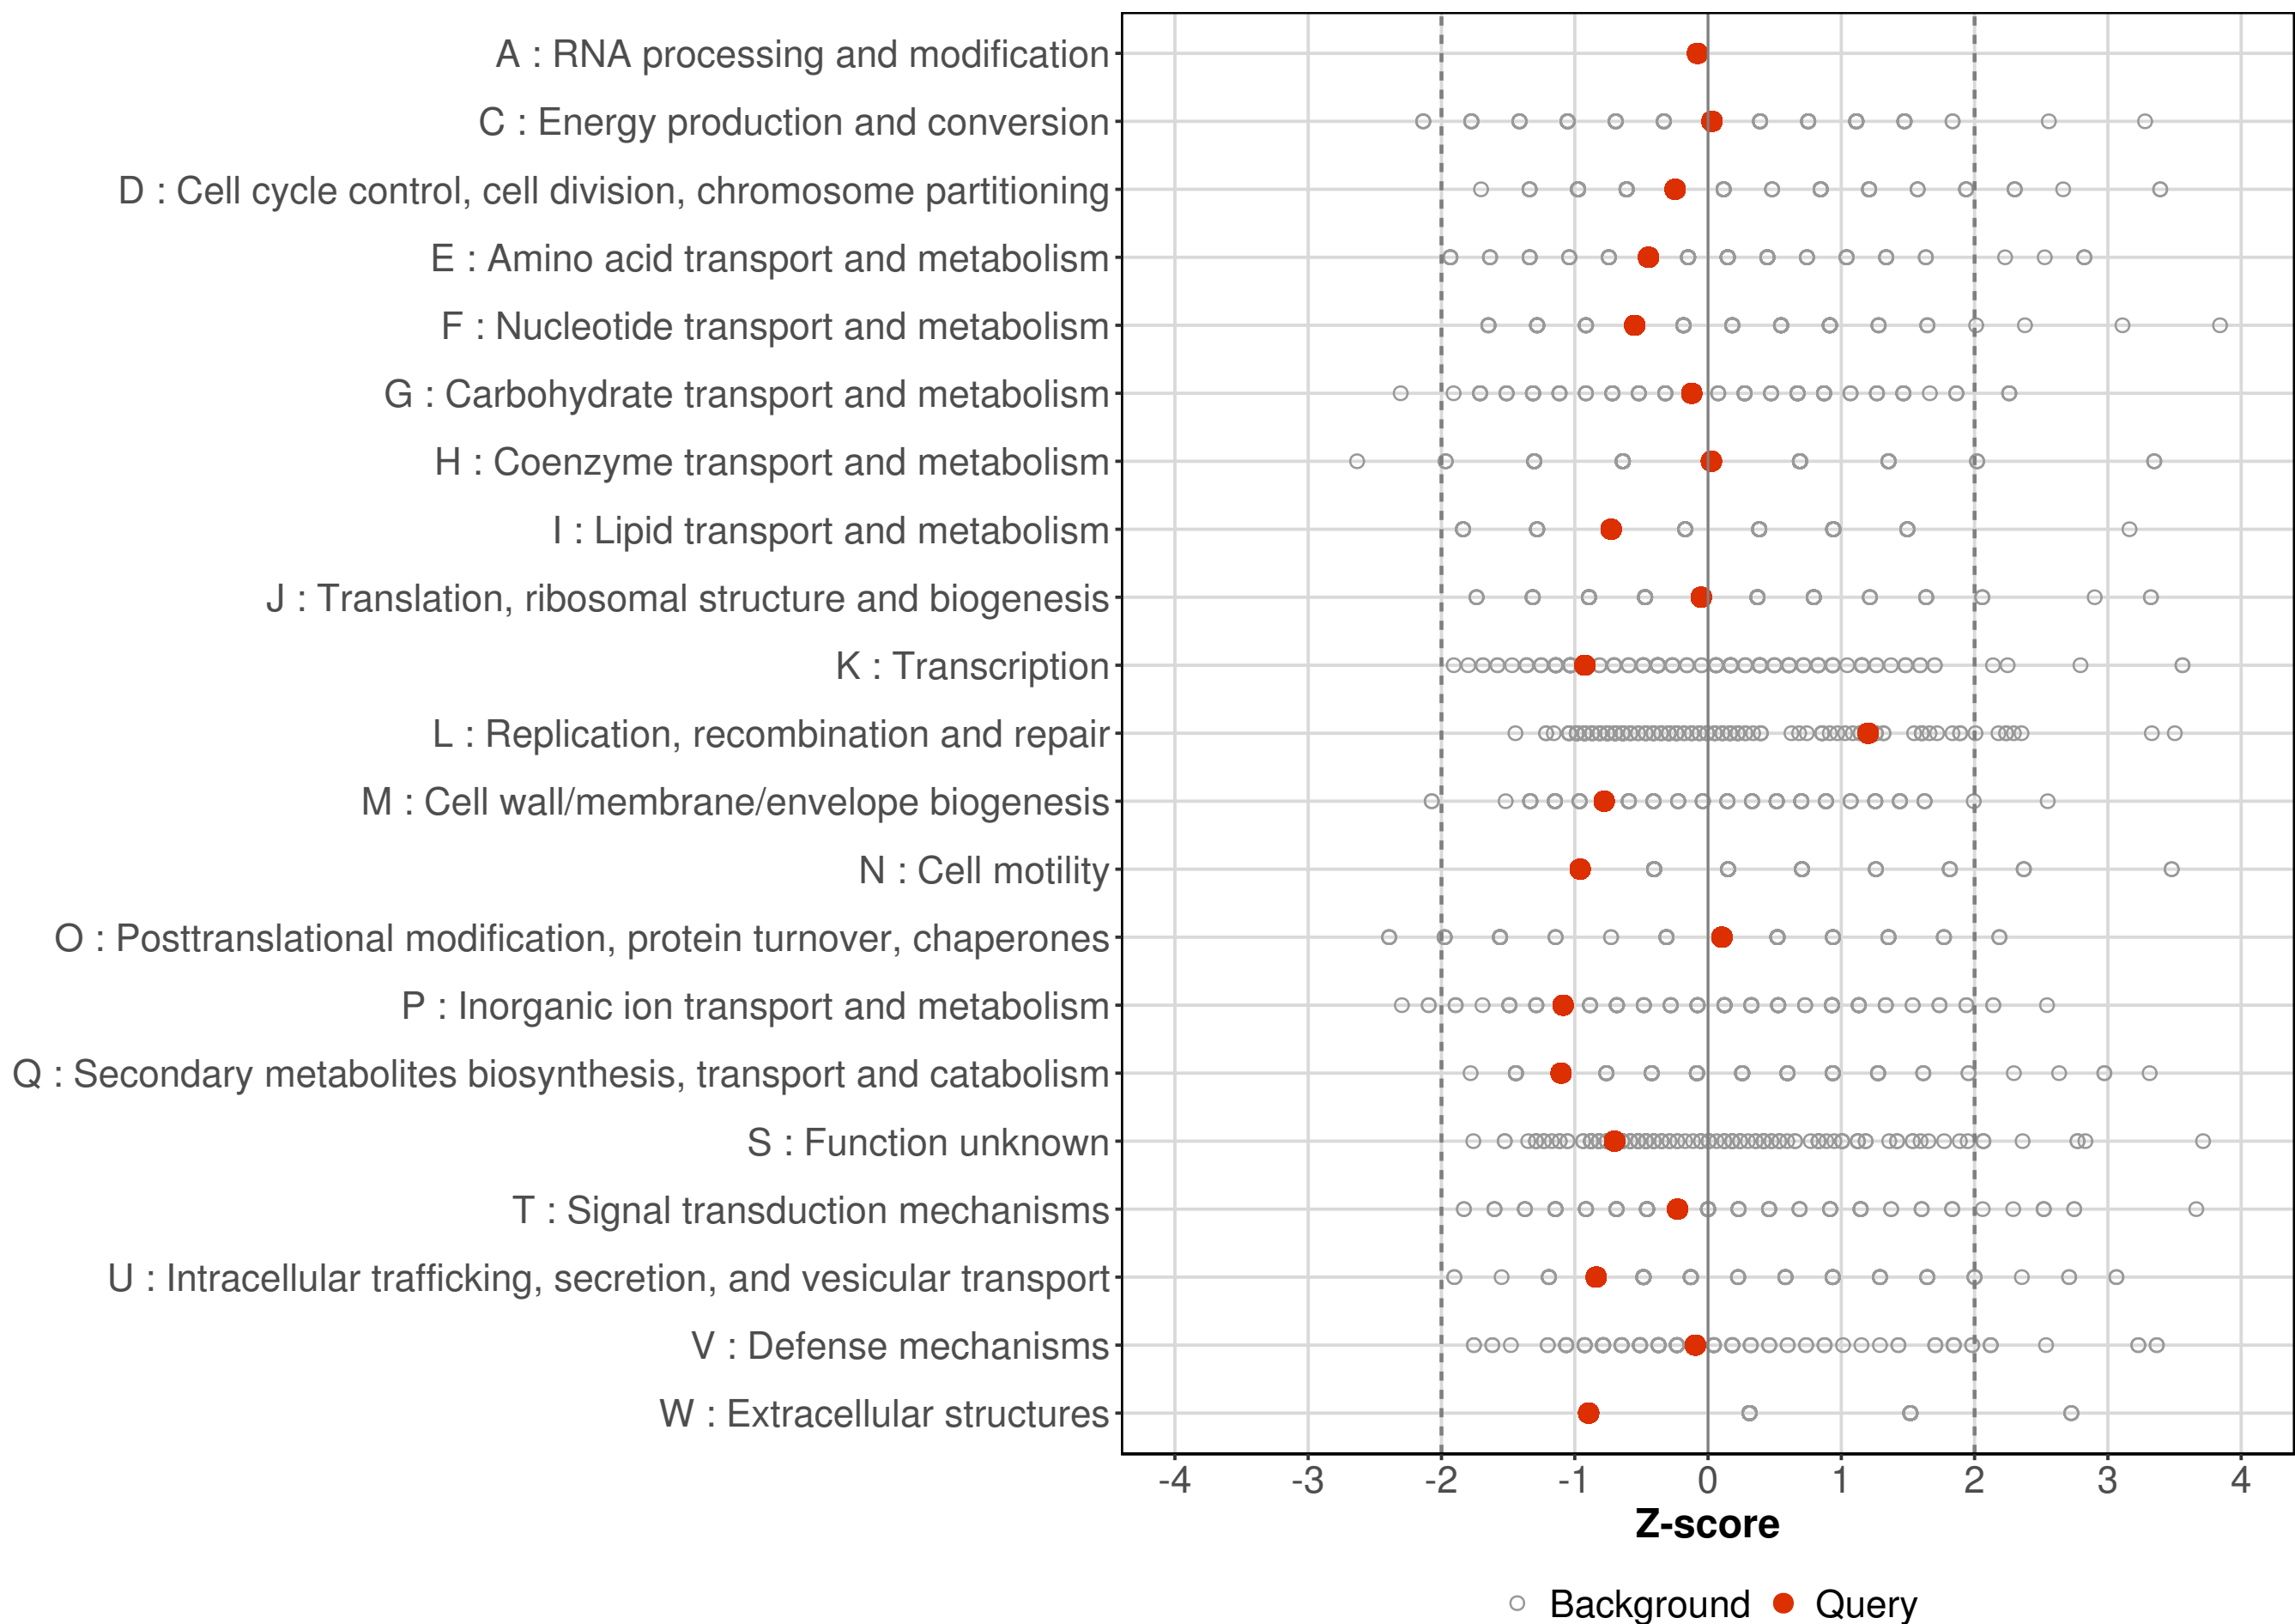 A : RNA processing and modification
C : Energy production and conversion
D : Cell cycle control, cell division, chromosome partitioning
E : Amino acid transport and metabolism
F : Nucleotide transport and metabolism
G : Carbohydrate transport and metabolism
H : Coenzyme transport and metabolism
I : Lipid transport and metabolism
J : Translation, ribosomal structure and biogenesis
K : Transcription
L : Replication, recombination and repair
M : Cell wall/membrane/envelope biogenesis
N : Cell motility
O : Posttranslational modification, protein turnover, chaperones
P : Inorganic ion transport and metabolism
Q : Secondary metabolites biosynthesis, transport and catabolism
S : Function unknown
T : Signal transduction mechanisms
U : Intracellular trafficking, secretion, and vesicular transport
V : Defense mechanisms
W : Extracellular structures
-4 -3 -2 -1 0 1 2 3 4
Z-score
Background Query